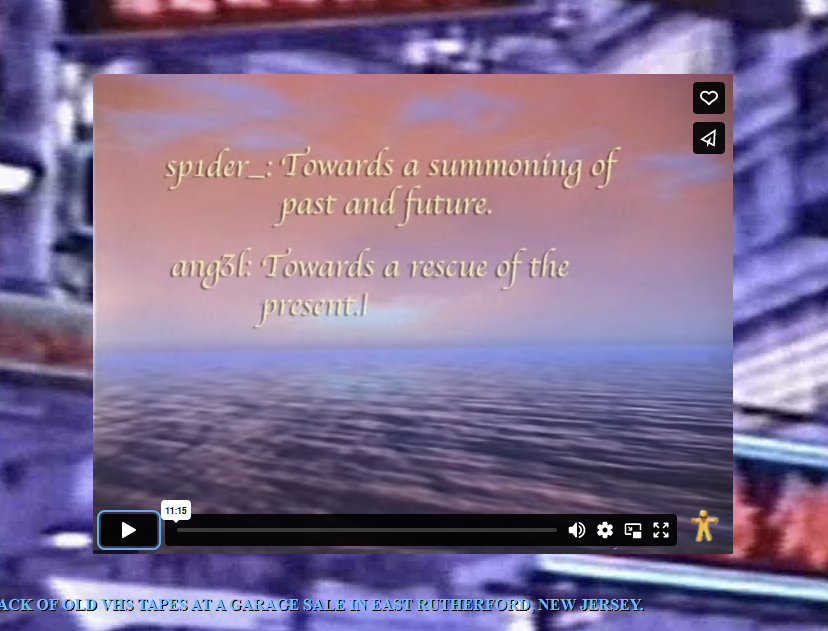 sp1der_: Towards a summoning of
past and future.
ang3l: Towards a rescue of the
present.|
11:15
ACK OF OLD VHS TAPES AT A GARAGE SALE IN EAST RUTHERFORD, NEW JERSEY.